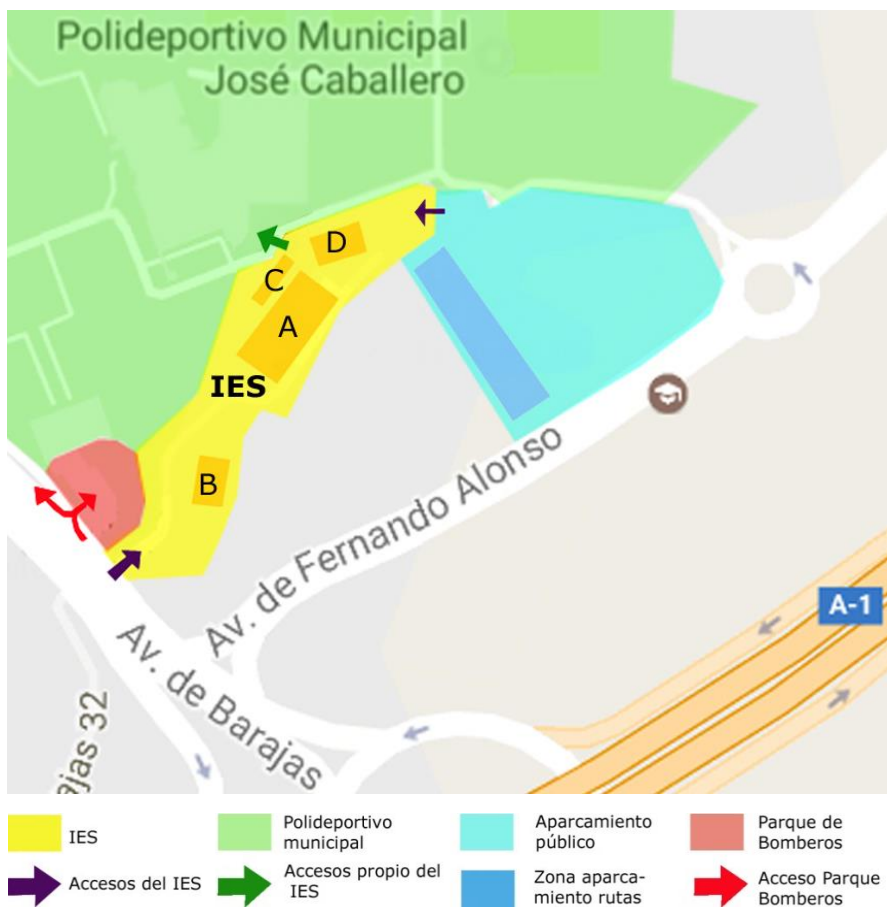 Polideportivo Municipal
José Caballero
D
C
A
IES
B
Av. de Fernando Alonso
A-1
Av. de Barajas
ajas 32
IES
Polideportivo
municipal
Aparcamiento
público
Parque de
Bomberos
Accesos del IES
Accesos propio del
IES
Zona aparca-
miento rutas
Acceso Parque
Bomberos